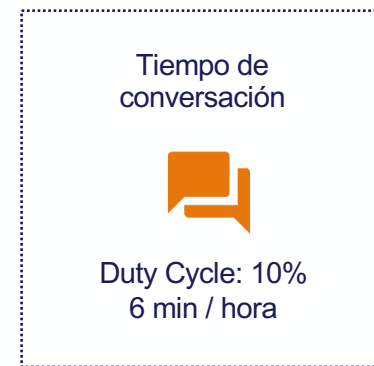 Tiempo de
conversación
Duty Cycle: 10%
6 min / hora